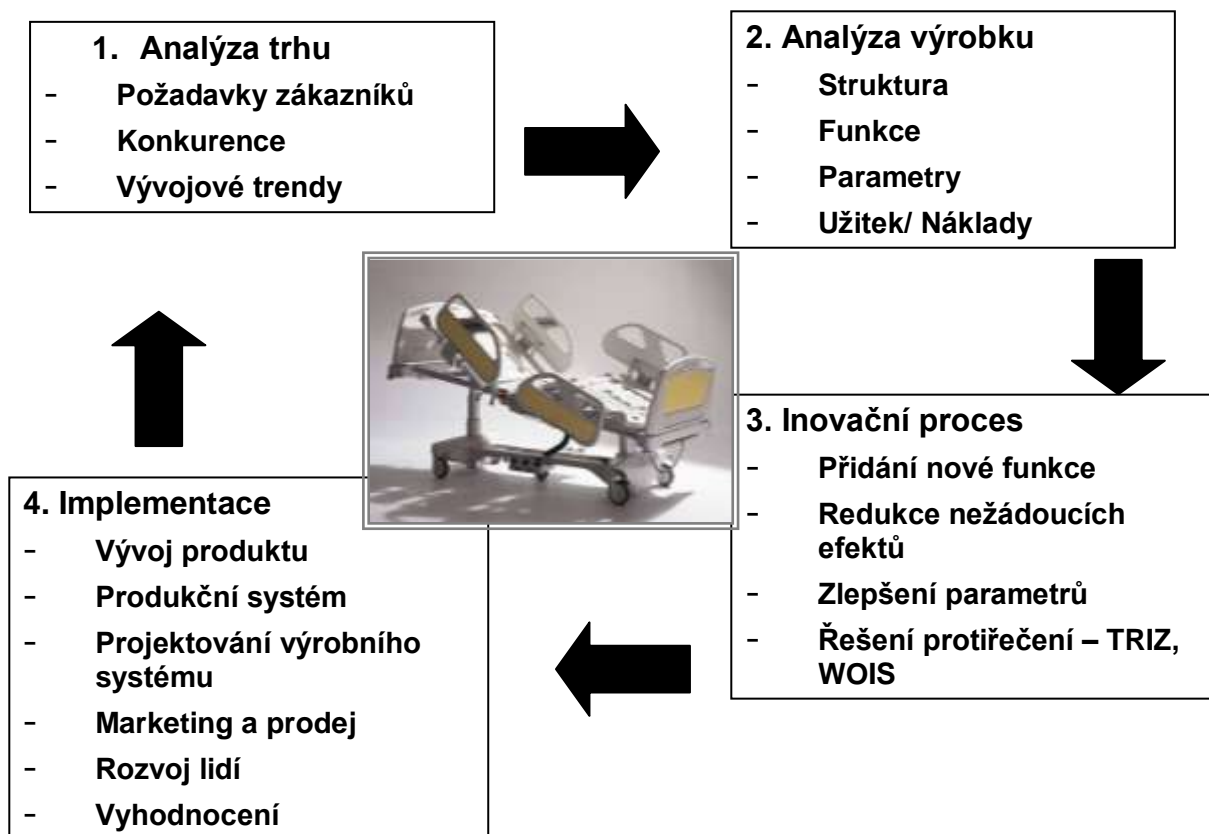 1. Analýza trhu
- Požadavky zákazníků
- Konkurence
- Vývojové trendy
2. Analýza výrobku
- Struktura
- Funkce
- Parametry
- Užitek/ Náklady
3. Inovační proces
- Přidání nové funkce
- Redukce nežádoucích
efektů
- Zlepšení parametrů
- Řešení protiřečení – TRIZ,
WOIS
4. Implementace
- Vývoj produktu
- Produkční systém
- Projektování výrobního
systému
- Marketing a prodej
- Rozvoj lidí
- Vyhodnocení